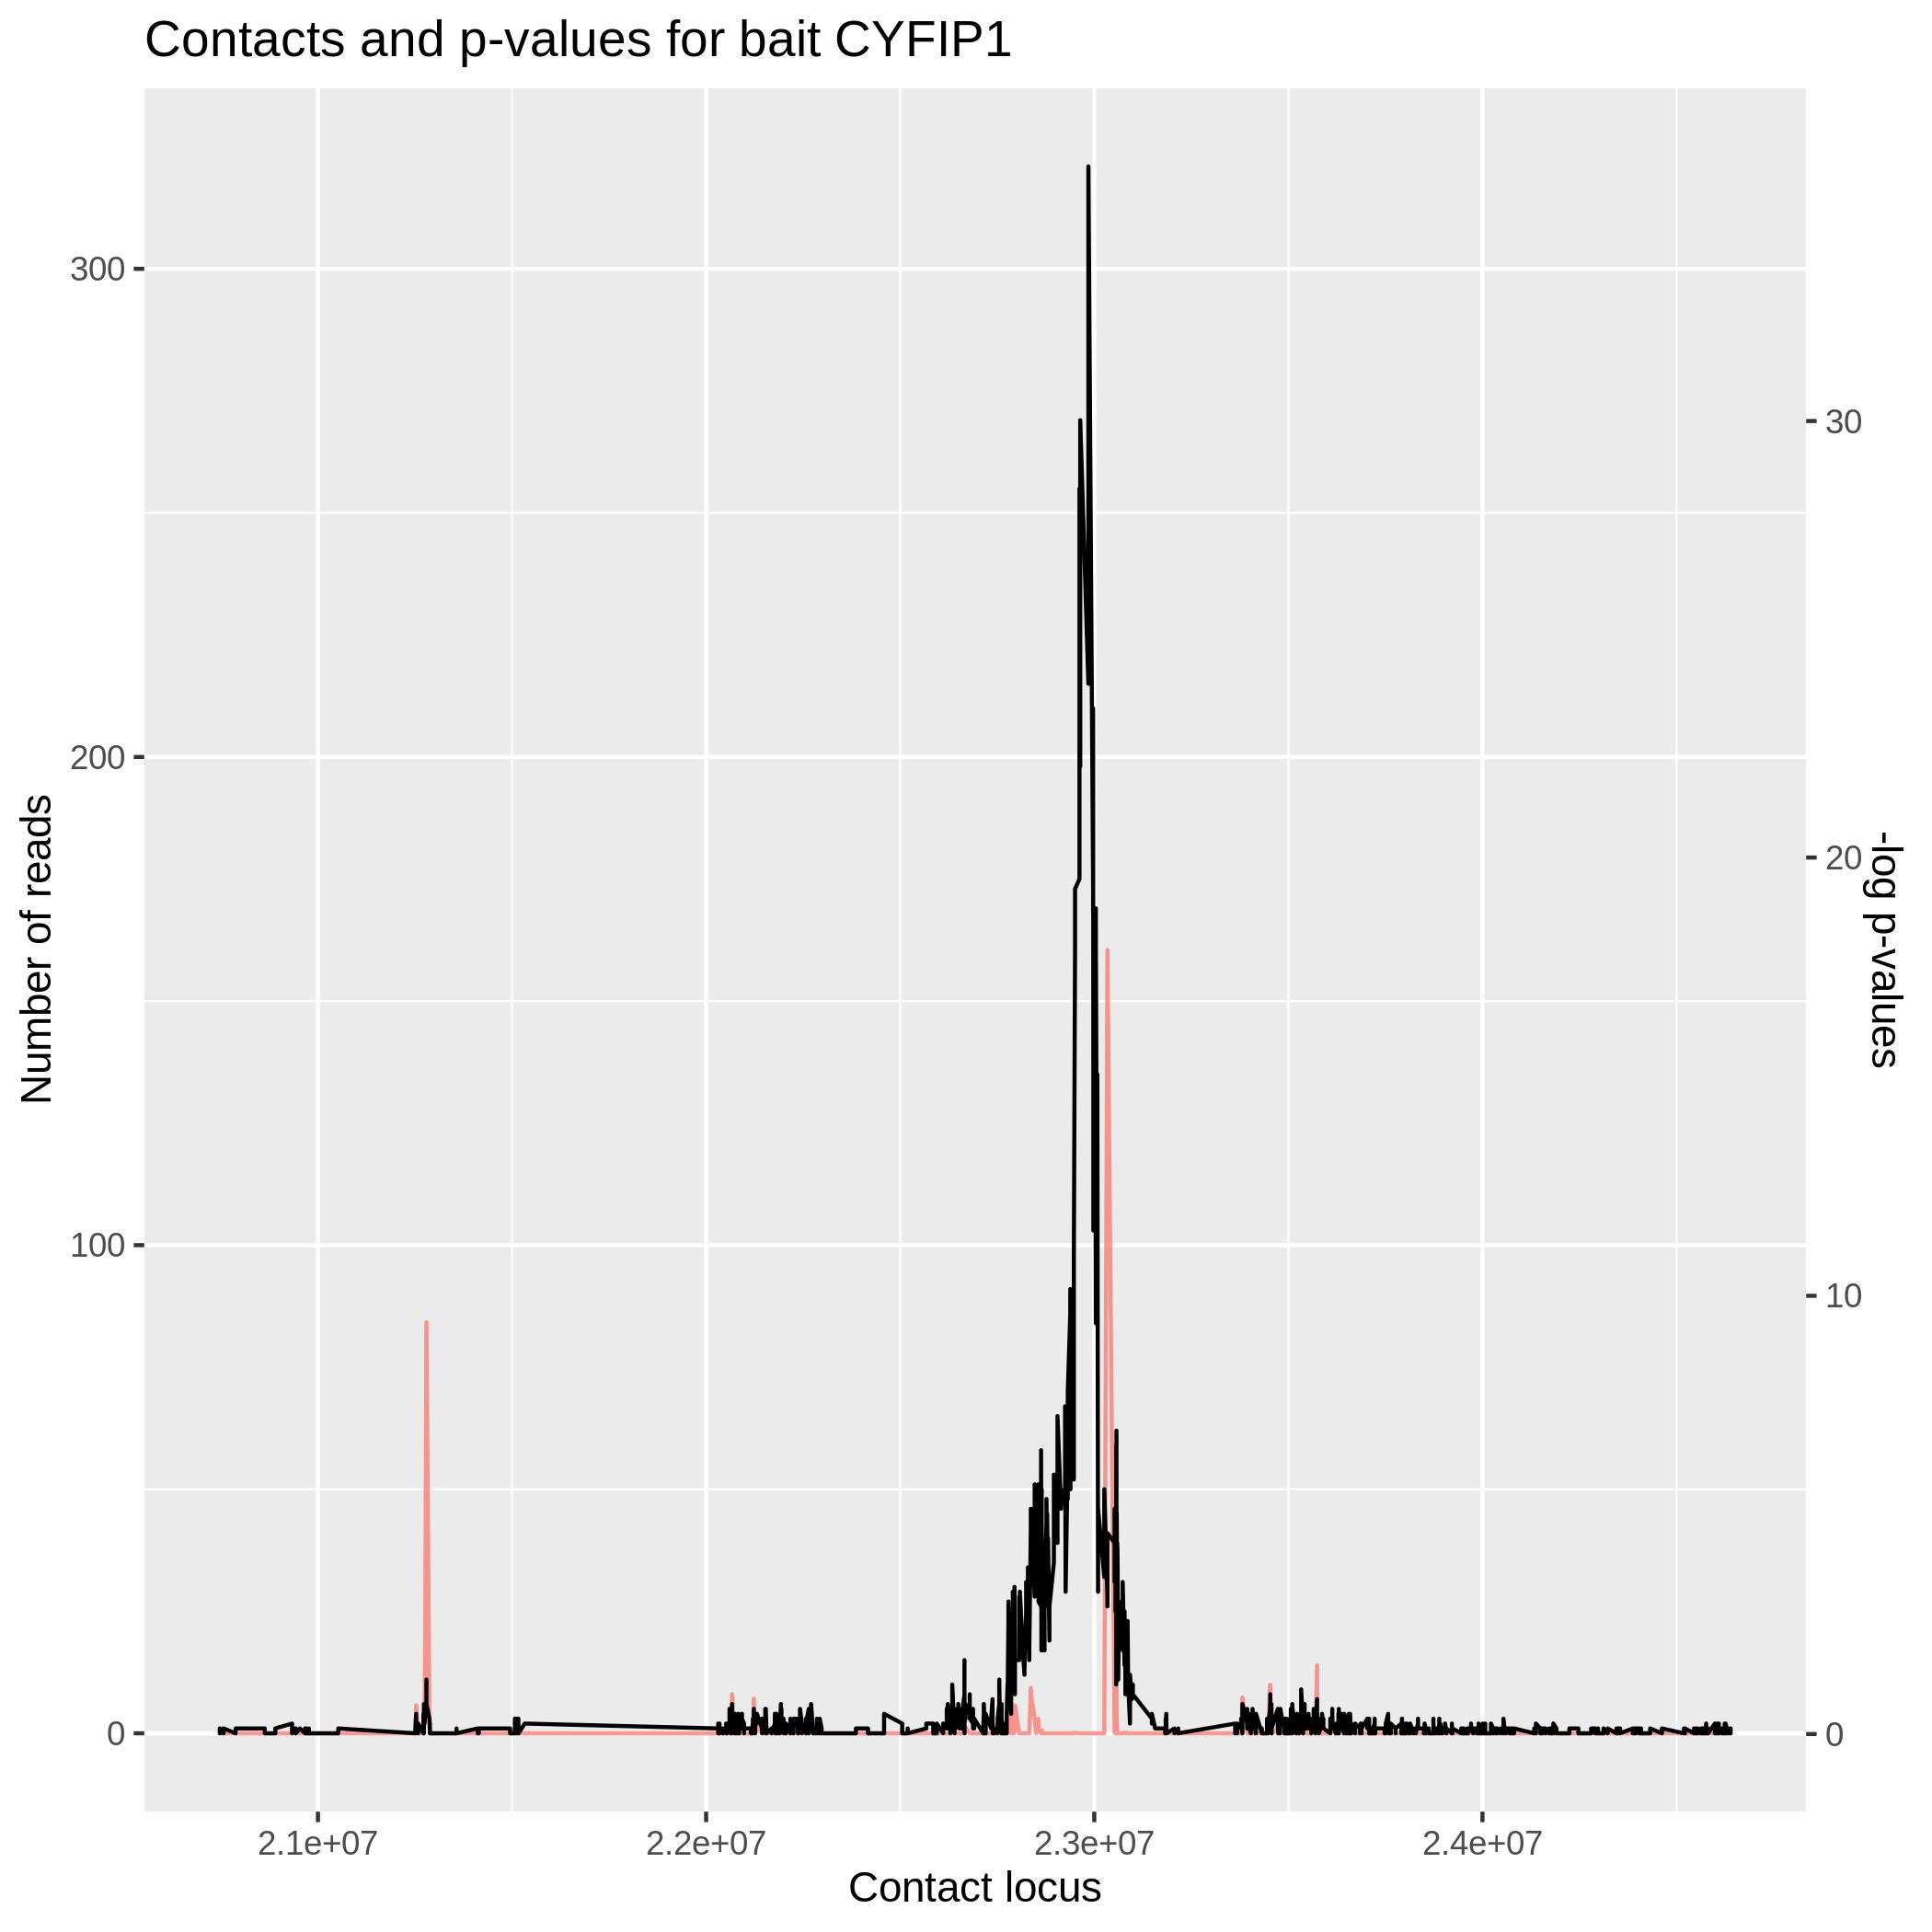 Contacts and p-values for bait CYFIP1
Number of reads
300
200
100
0
30
20
10
0
-log p-values
2.1e+07 2.2e+07 2.3e+07 2.4e+07
Contact locus